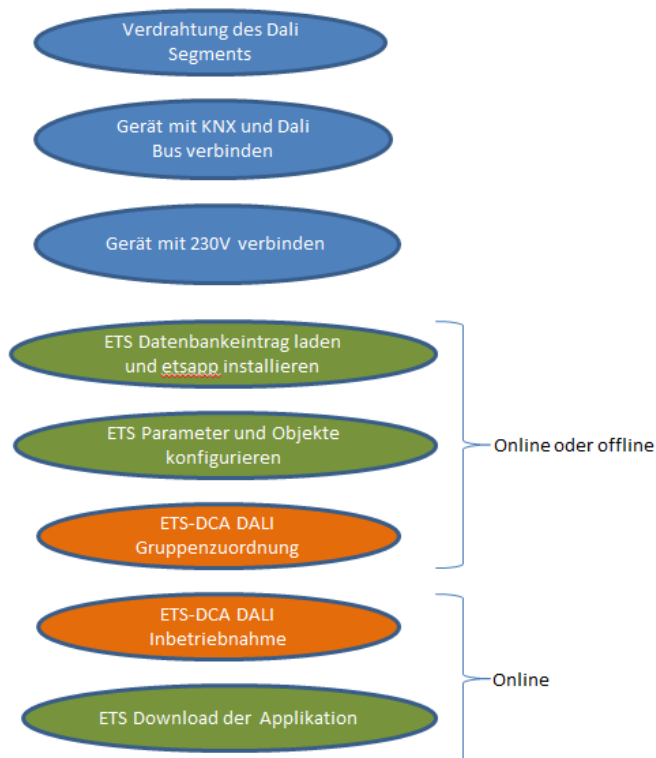 Verdrahtung des Dali
Segments
Gerät mit KNX und Dali
Bus verbinden
Gerät mit 230V verbinden
ETS Datenbankeintrag laden
und etsapp installieren
ETS Parameter und Objekte
konfigurieren
Online oder offline
ETS-DCA DALI
Gruppenzuordnung
ETS-DCA DALI
Inbetriebnahme
Online
ETS Download der Applikation